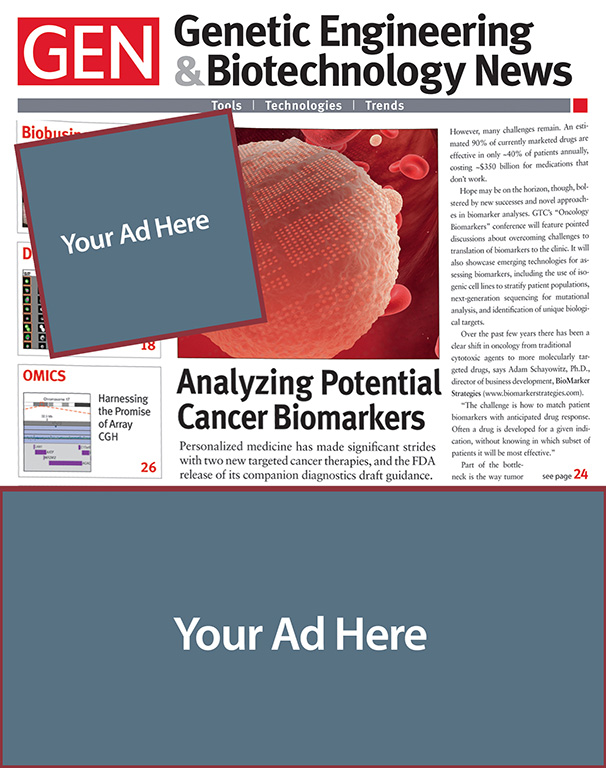 GEN
Genetic Engineering
& Biotechnology News
Tools | Technologies | Trends
Your Ad Here
18
OMICS
Harnessing
the Promise
of Array
CGH
26
Analyzing Potential
Cancer Biomarkers
Personalized medicine has made significant strides
with two new targeted cancer therapies, and the FDA
release of its companion diagnostics draft guidance.
However, many challenges remain. An esti-
mated 90% of currently marketed drugs are
effective in only ~40% of patients annually,
costing ~$350 billion for medications that
don't work.
Hope may be on the horizon, though, bol-
stered by new successes and novel approach-
es in biomarker analyses. GTC's “Oncology
Biomarkers” conference will feature pointed
discussions about overcoming challenges to
translation of biomarkers to the clinic. It will
also showcase emerging technologies for as-
sessing biomarkers, including the use of iso-
genic cell lines to stratify patient populations,
next-generation sequencing for mutational
analysis, and identification of unique biologi-
cal targets.
Over the past few years there has been a
clear shift in oncology from traditional
cytotoxic agents to more molecularly tar-
geted drugs, says Adam Schayowitz, Ph.D.,
director of business development, BioMarker
Strategies (www.biomarkerstrategies.com).
“The challenge is how to match patient
biomarkers with anticipated drug response.
Often a drug is developed for a given indi-
cation, without knowing in which subset of
patients it will be most effective.”
Part of the bottle-
neck is the way tumor
see page 24
Your Ad Here